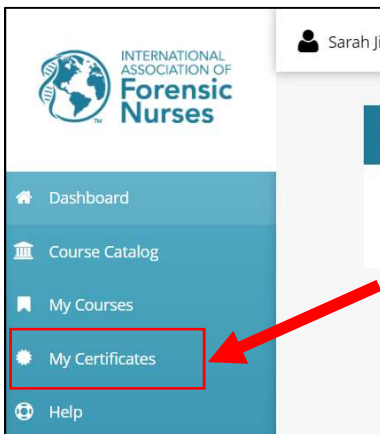 INTERNATIONAL
ASSOCIATION OF
Forensic
Nurses
TM
Sarah
Dashboard
Course Catalog
My Courses
My Certificates
Help